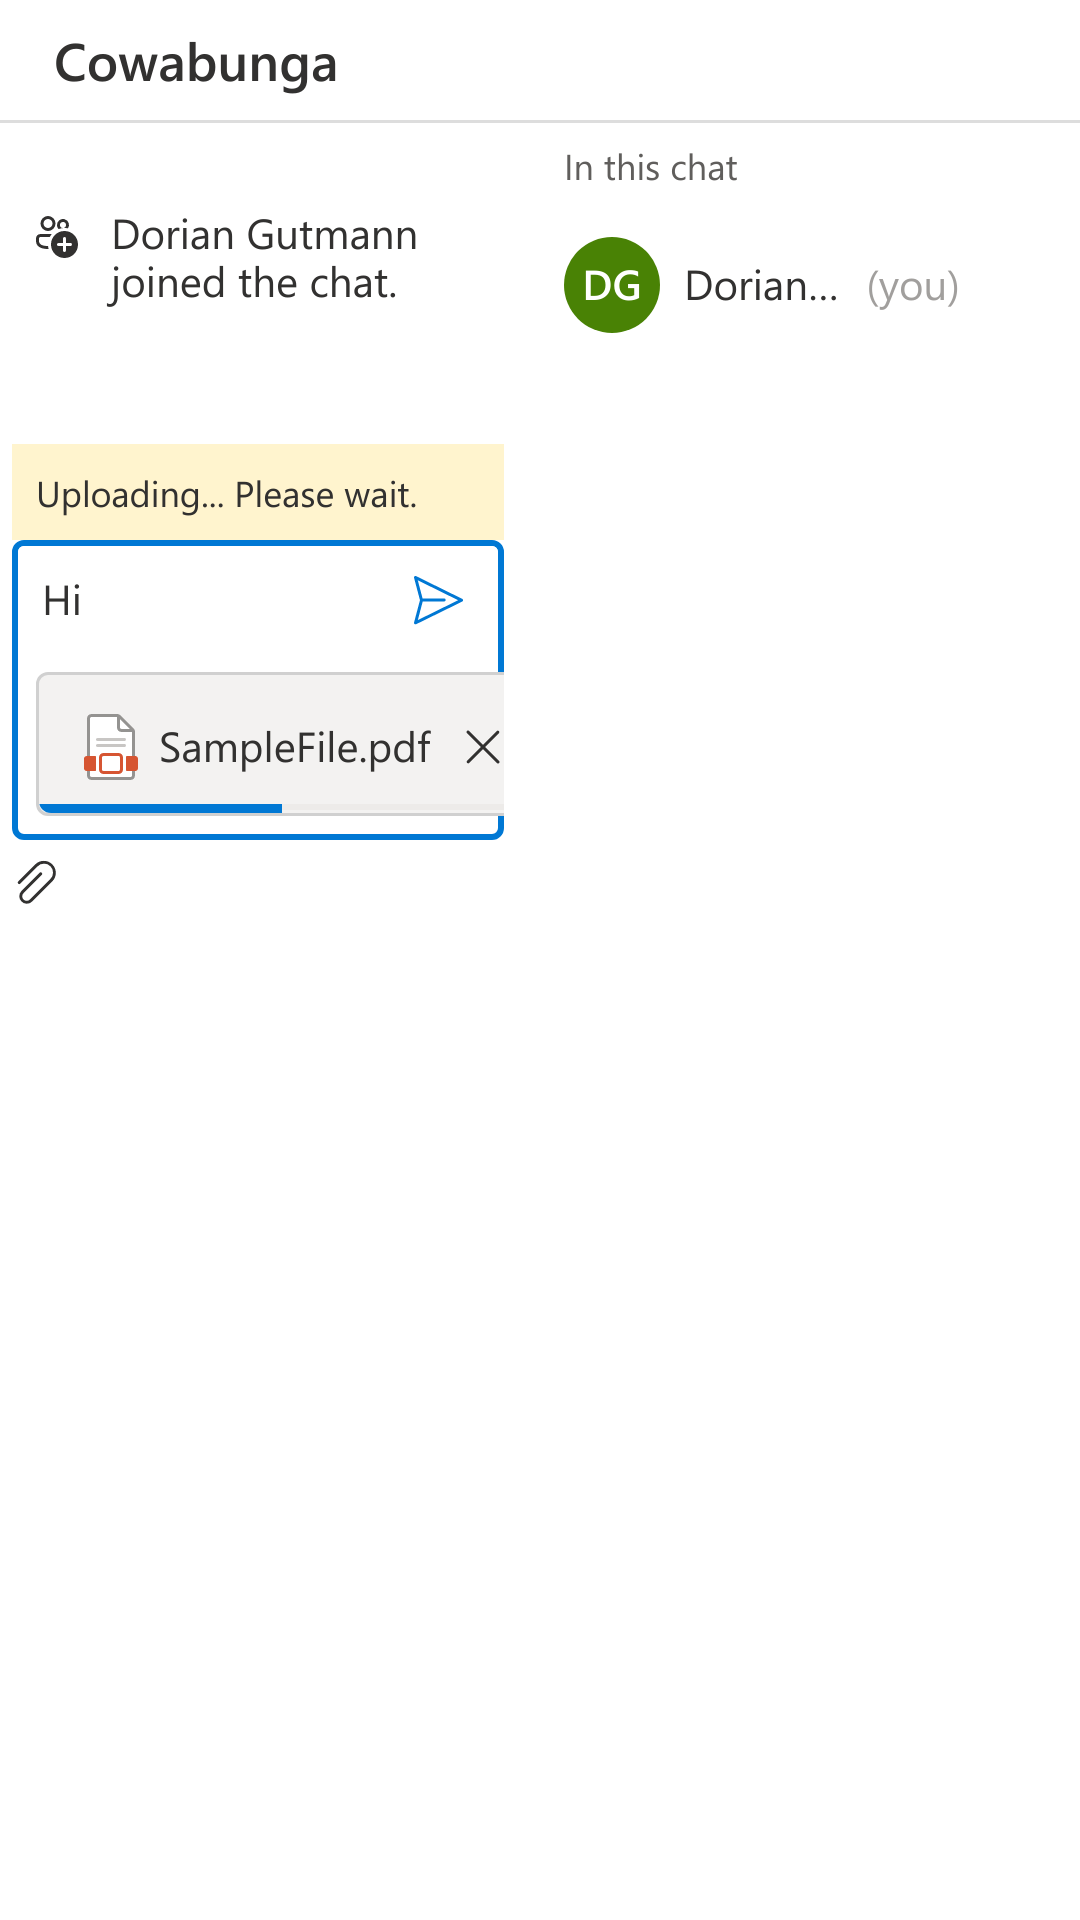 Cowabunga
Dorian Gutmann
joined the chat.
In this chat
DG Dorian... (you)
Uploading... Please wait.
Hi
SampleFile.pdf